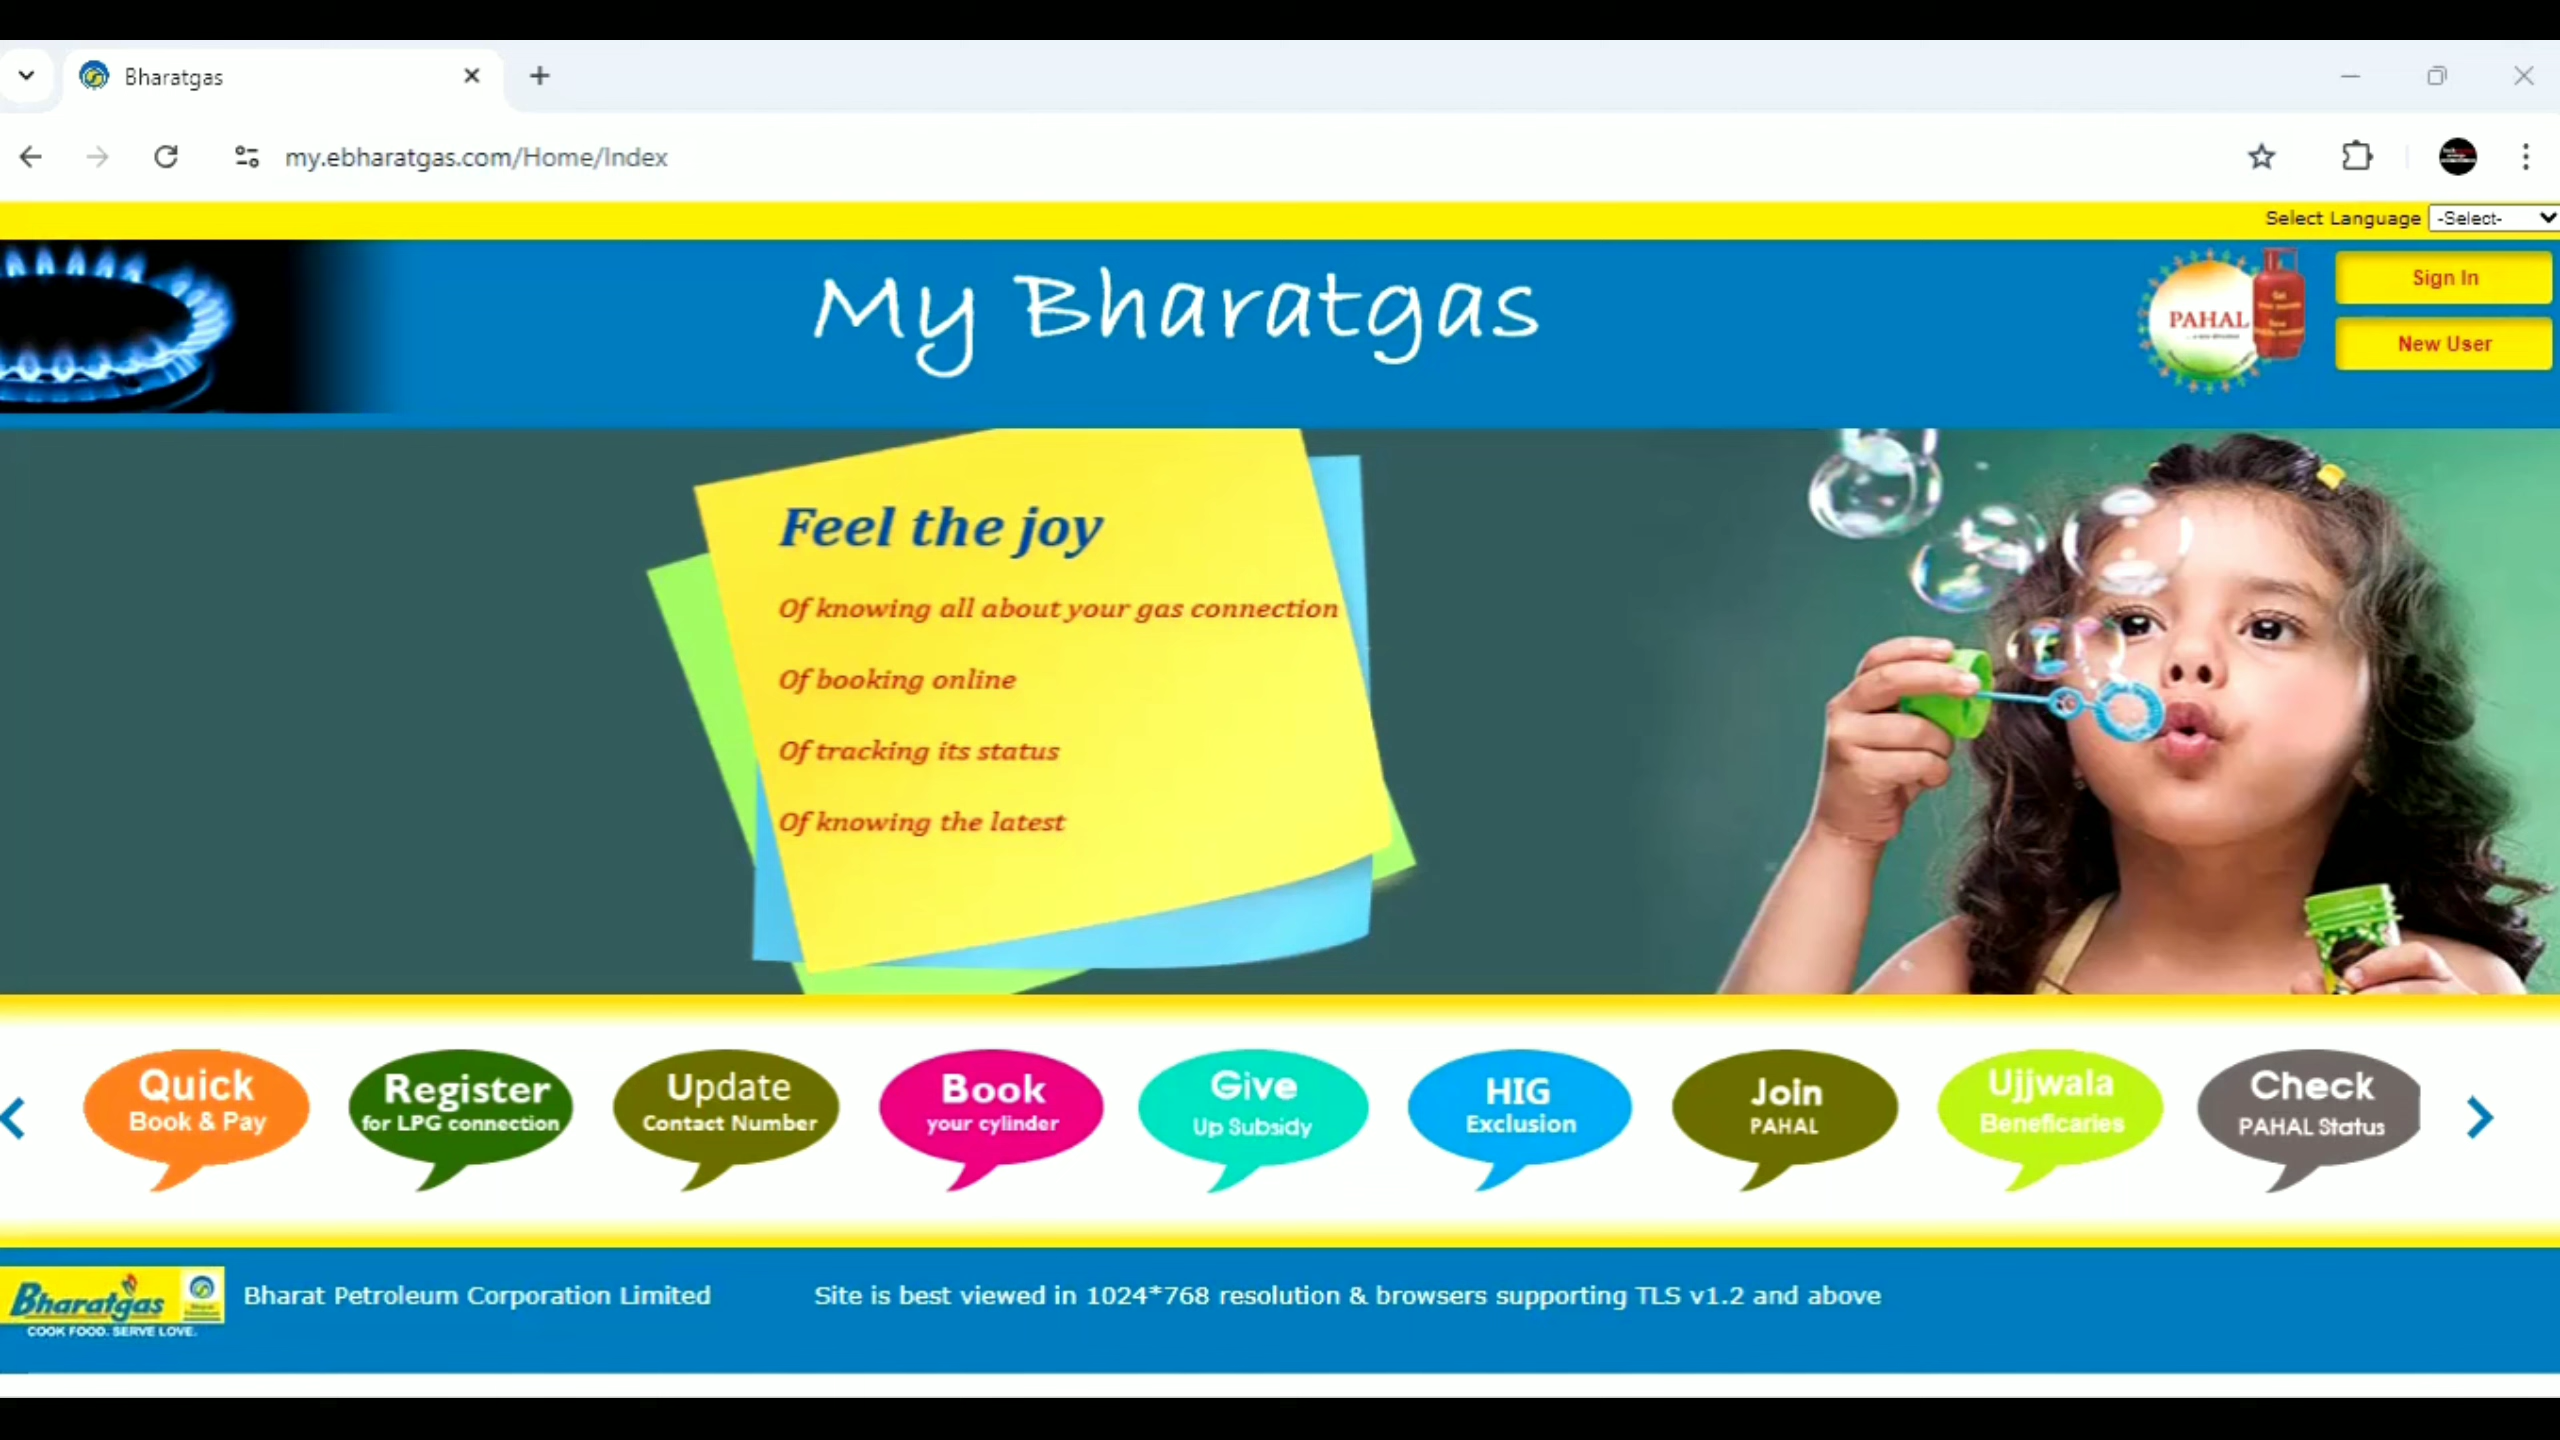 Bharatgas
my.ebharatgas.com/Home/Index
Select Language -Select-
My Bharatgas
PAHAL
Sign In
New User
Feel the joy
Of knowing all about your gas connection
Of booking online
Of tracking its status
Of knowing the latest
Quick
Book & Pay
Register
for LPG connection
Update
Contact Number
Book
your cylinder
Give
Up Subsidy
HIG
Exclusion
Join
PAHAL
Ujjwala
Beneficaries
Check
PAHAL Status
Bharatgas
COOK FOOD. SERVE LOVE.
Bharat Petroleum Corporation Limited
Site is best viewed in 1024*768 resolution & browsers supporting TLS v1.2 and above